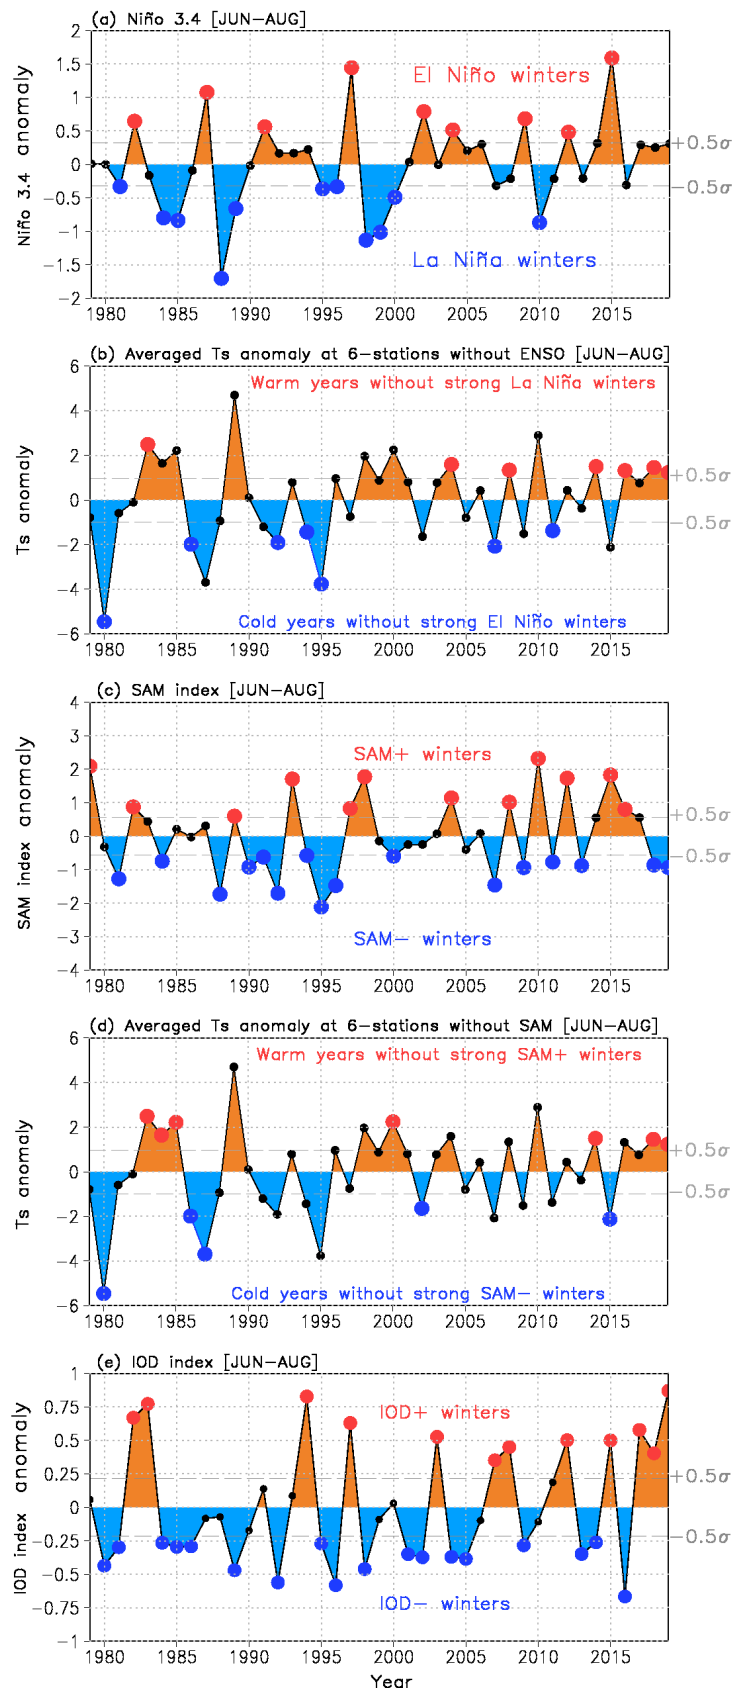 (a) Niño 3.4 [JUN−AUG]
2
1.5
1
0.5
0
−0.5
−1
−1.5
−2
Niño 3.4 anomaly
El Niño winters
La Niña winters
+0.5σ
−0.5σ
1980 1985 1990 1995 2000 2005 2010 2015
(b) Averaged Ts anomaly at 6−stations without ENSO [JUN−AUG]
6
4
2
0
−2
−4
−6
Ts anomaly
Warm years without strong La Niña winters
Cold years without strong El Niño winters
+0.5σ
−0.5σ
1980 1985 1990 1995 2000 2005 2010 2015
(c) SAM index [JUN−AUG]
4
3
2
1
0
−1
−2
−3
−4
SAM index anomaly
SAM+ winters
SAM− winters
+0.5σ
−0.5σ
1980 1985 1990 1995 2000 2005 2010 2015
(d) Averaged Ts anomaly at 6−stations without SAM [JUN−AUG]
6
4
2
0
−2
−4
−6
Ts anomaly
Warm years without strong SAM+ winters
Cold years without strong SAM− winters
+0.5σ
−0.5σ
1980 1985 1990 1995 2000 2005 2010 2015
(e) IOD index [JUN−AUG]
1
0.75
0.5
0.25
0
−0.25
−0.5
−0.75
−1
IOD index anomaly
IOD+ winters
IOD− winters
+0.5σ
−0.5σ
1980 1985 1990 1995 2000 2005 2010 2015
Year